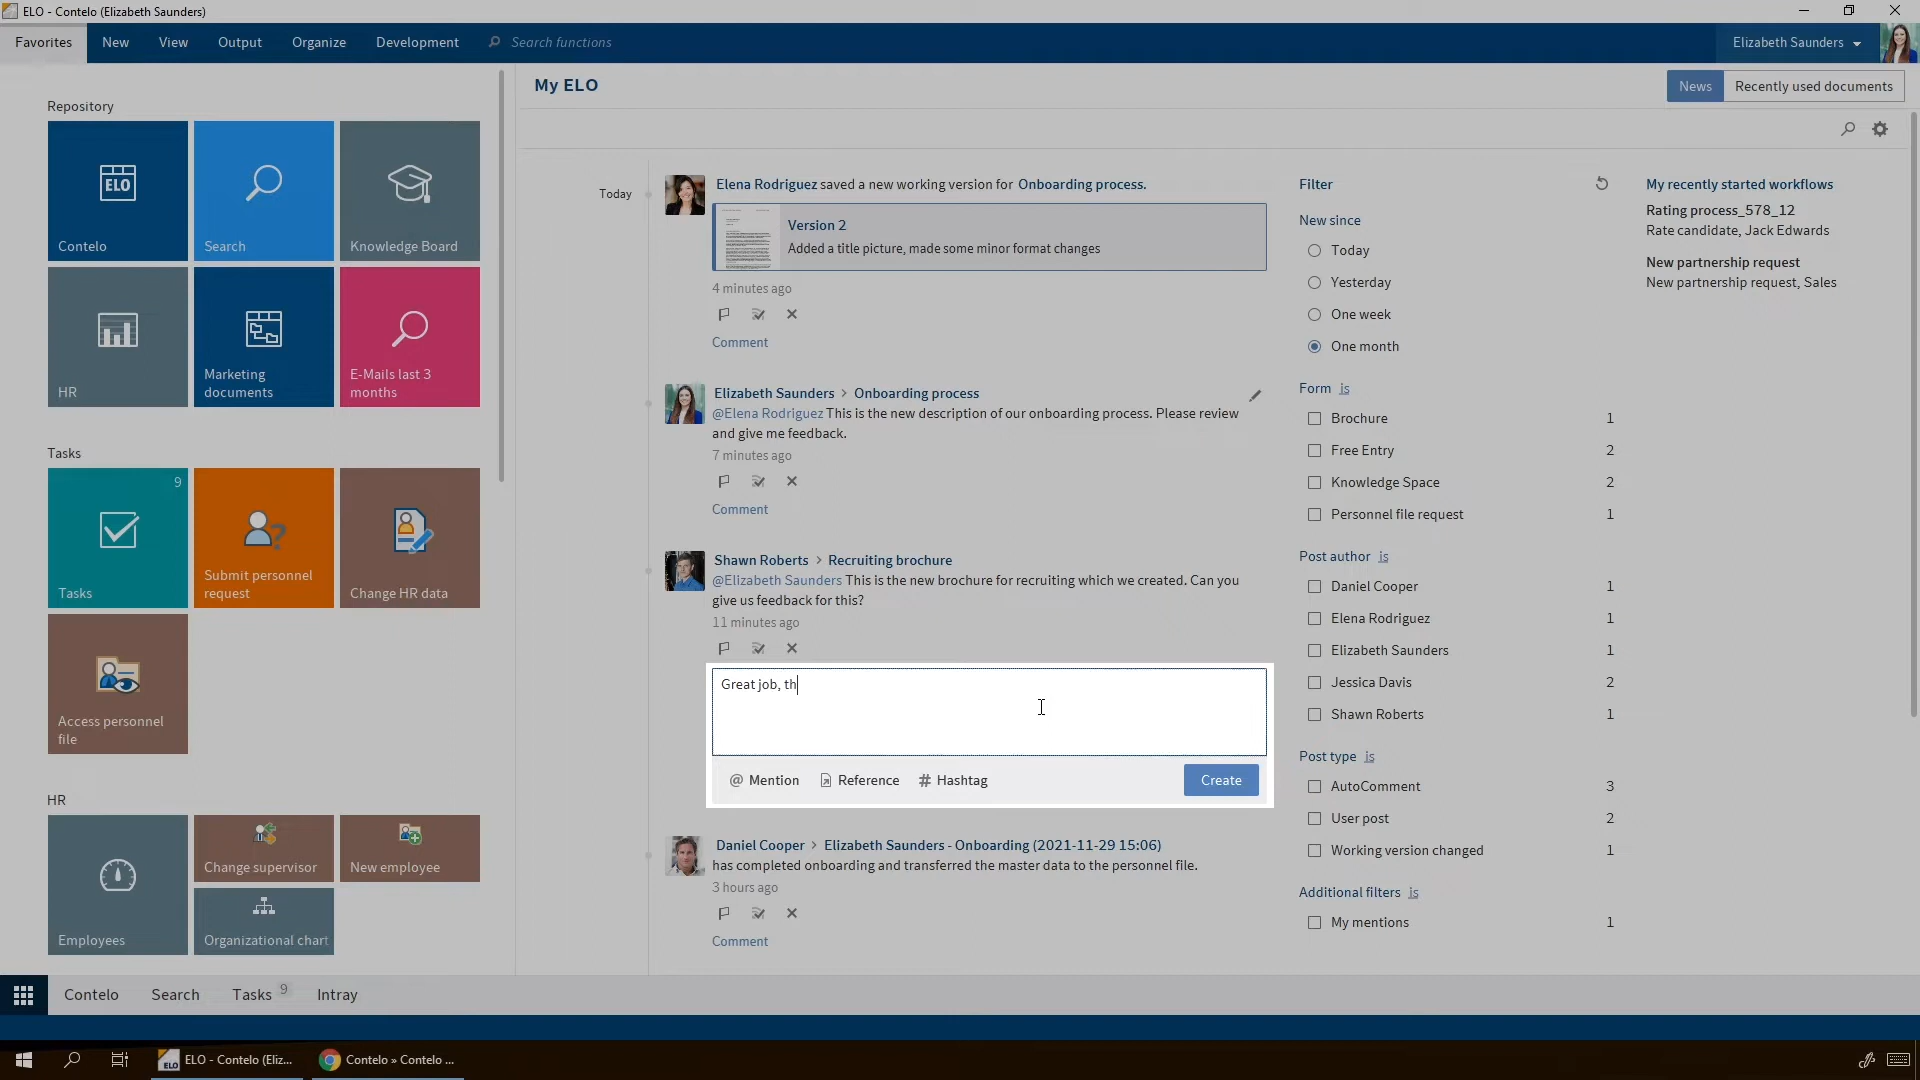 ELO - Contelo (Elizabeth Saunders)
Favorites New View Output Organize Development Search functions Elizabeth Saunders
My ELO
News Recently used documents
Repository
ELO
Contelo
Search
Knowledge Board
HR
Marketing
documents
E-Mails last 3
months
Tasks
9
Tasks
Submit personnel
request
Change HR data
Access personnel
file
HR
Employees
Change supervisor
New employee
Organizational chart
Today
Elena Rodriguez saved a new working version for Onboarding process.
Version 2
Added a title picture, made some minor format changes
4 minutes ago
Comment
Elizabeth Saunders > Onboarding process
@Elena Rodriguez This is the new description of our onboarding process. Please review
and give me feedback.
7 minutes ago
Comment
Shawn Roberts > Recruiting brochure
@Elizabeth Saunders This is the new brochure for recruiting which we created. Can you
give us feedback for this?
11 minutes ago
Great job, th
@ Mention Reference # Hashtag Create
Daniel Cooper > Elizabeth Saunders - Onboarding (2021-11-29 15:06)
has completed onboarding and transferred the master data to the personnel file.
3 hours ago
Comment
Filter
New since
Today
Yesterday
One week
One month
Form is
Brochure 1
Free Entry 2
Knowledge Space 2
Personnel file request 1
Post author is
Daniel Cooper 1
Elena Rodriguez 1
Elizabeth Saunders 1
Jessica Davis 2
Shawn Roberts 1
Post type is
AutoComment 3
User post 2
Working version changed 1
Additional filters is
My mentions 1
My recently started workflows
Rating process_578_12
Rate candidate, Jack Edwards
New partnership request
New partnership request, Sales
Contelo Search Tasks 9 Intray
ELO - Contelo (Eliz... Contelo » Contelo ...